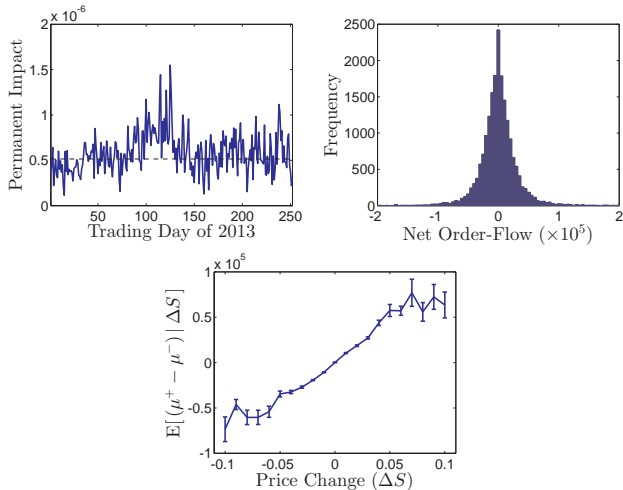 x 10^-6
2
1.5
1
0.5
0
50 100 150 200 250
Permanent Impact
Trading Day of 2013
2500
2000
1500
1000
500
0
-2 -1 0 1 2
Frequency
Net Order-Flow (×10^5)
x 10^5
1
0.5
0
-0.5
-1
-0.1 -0.05 0 0.05 0.1
E[(μ⁺ − μ⁻) | ΔS]
Price Change (ΔS)